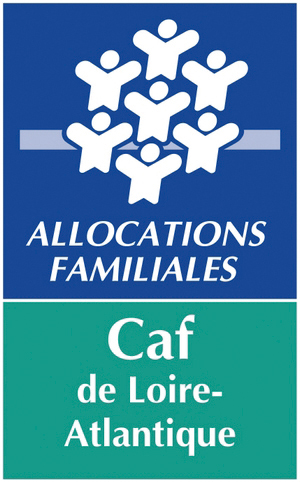 ALLOCATIONS
FAMILIALES
Caf
de Loire-
Atlantique